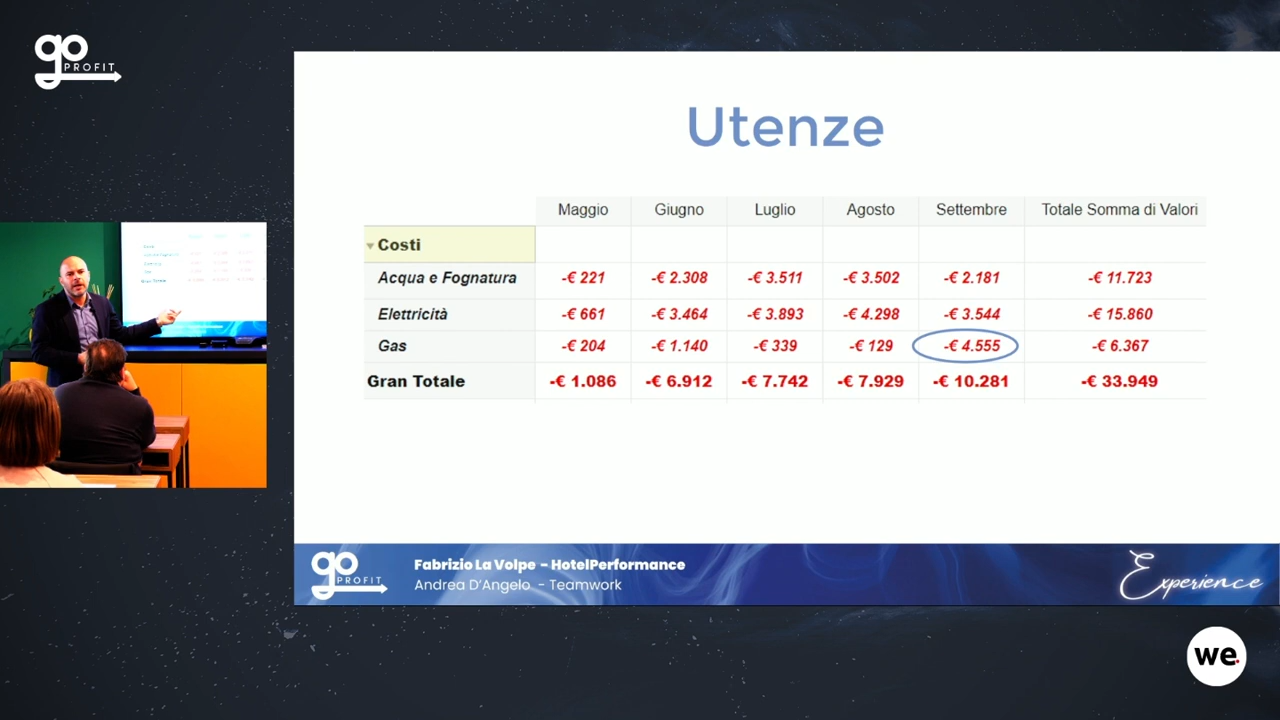 go
PROFIT
Utenze
Maggio Giugno Luglio Agosto Settembre Totale Somma di Valori
Costi
Acqua e Fognatura -€ 221 -€ 2.308 -€ 3.511 -€ 3.502 -€ 2.181 -€ 11.723
Elettricità -€ 661 -€ 3.464 -€ 3.893 -€ 4.298 -€ 3.544 -€ 15.860
Gas -€ 204 -€ 1.140 -€ 339 -€ 129 -€ 4.555 -€ 6.367
Gran Totale -€ 1.086 -€ 6.912 -€ 7.742 -€ 7.929 -€ 10.281 -€ 33.949
go
PROFIT
Fabrizio La Volpe - HotelPerformance
Andrea D'Angelo - Teamwork
Experience
we.